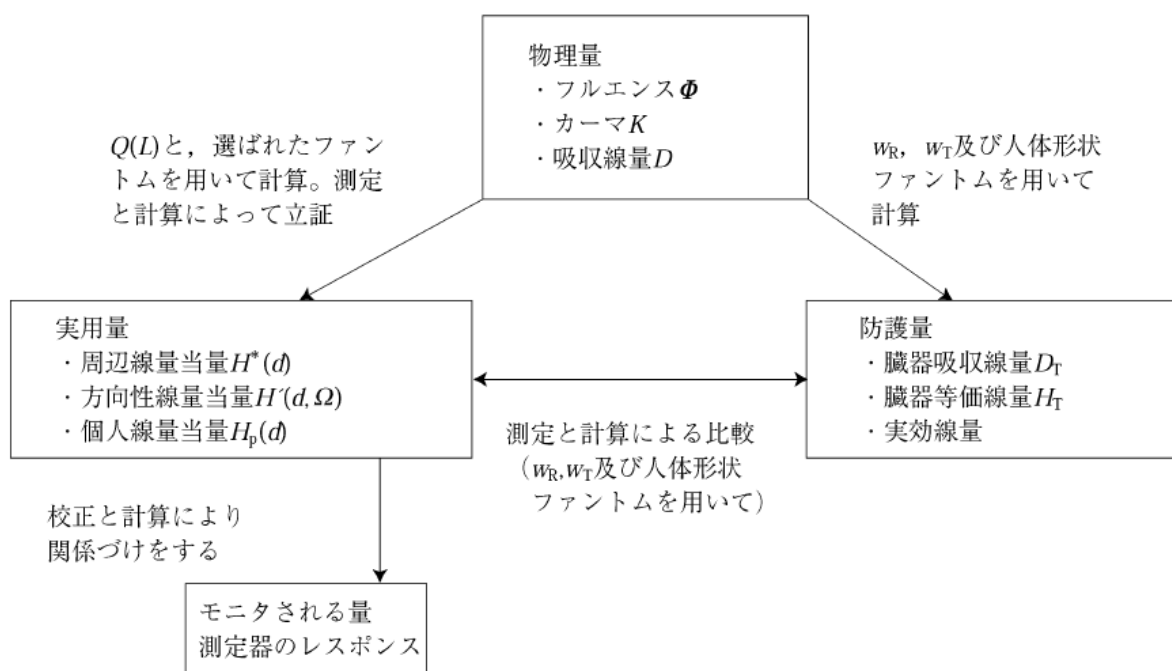 物理量
・フルエンスΦ
・カーマK
・吸収線量D
Q(L)と，選ばれたファン
トムを用いて計算。測定
と計算によって立証
wR，wT及び人体形状
ファントムを用いて
計算
実用量
・周辺線量当量H*(d)
・方向性線量当量H′(d, Ω)
・個人線量当量Hp(d)
防護量
・臓器吸収線量DT
・臓器等価線量HT
・実効線量
測定と計算による比較
（wR,wT及び人体形状
ファントムを用いて）
校正と計算により
関係づけをする
モニタされる量
測定器のレスポンス